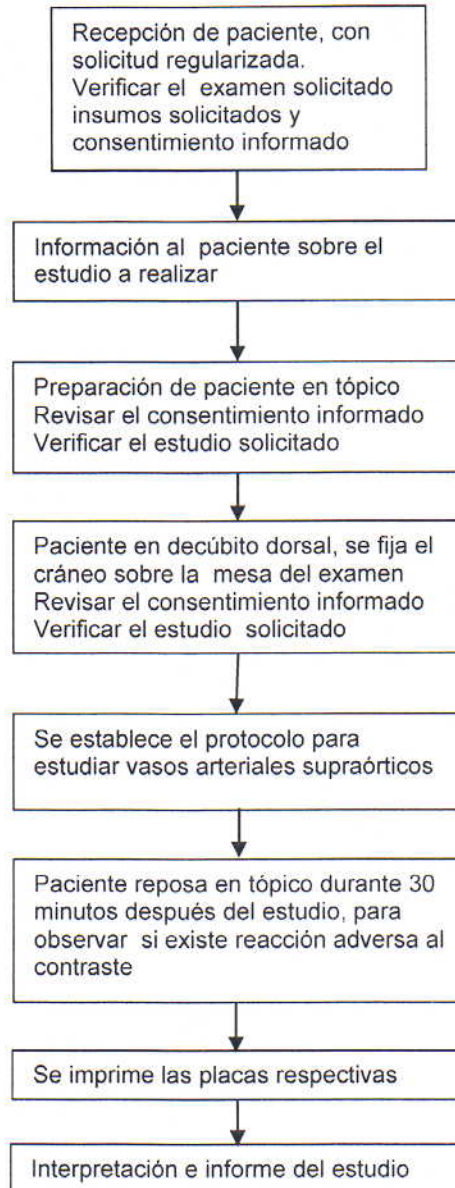 Recepción de paciente, con
solicitud regularizada.
Verificar el examen solicitado
insumos solicitados y
consentimiento informado
Información al paciente sobre el
estudio a realizar
Preparación de paciente en tópico
Revisar el consentimiento informado
Verificar el estudio solicitado
Paciente en decúbito dorsal, se fija el
cráneo sobre la mesa del examen
Revisar el consentimiento informado
Verificar el estudio solicitado
Se establece el protocolo para
estudiar vasos arteriales supraórticos
Paciente reposa en tópico durante 30
minutos después del estudio, para
observar si existe reacción adversa al
contraste
Se imprime las placas respectivas
Interpretación e informe del estudio